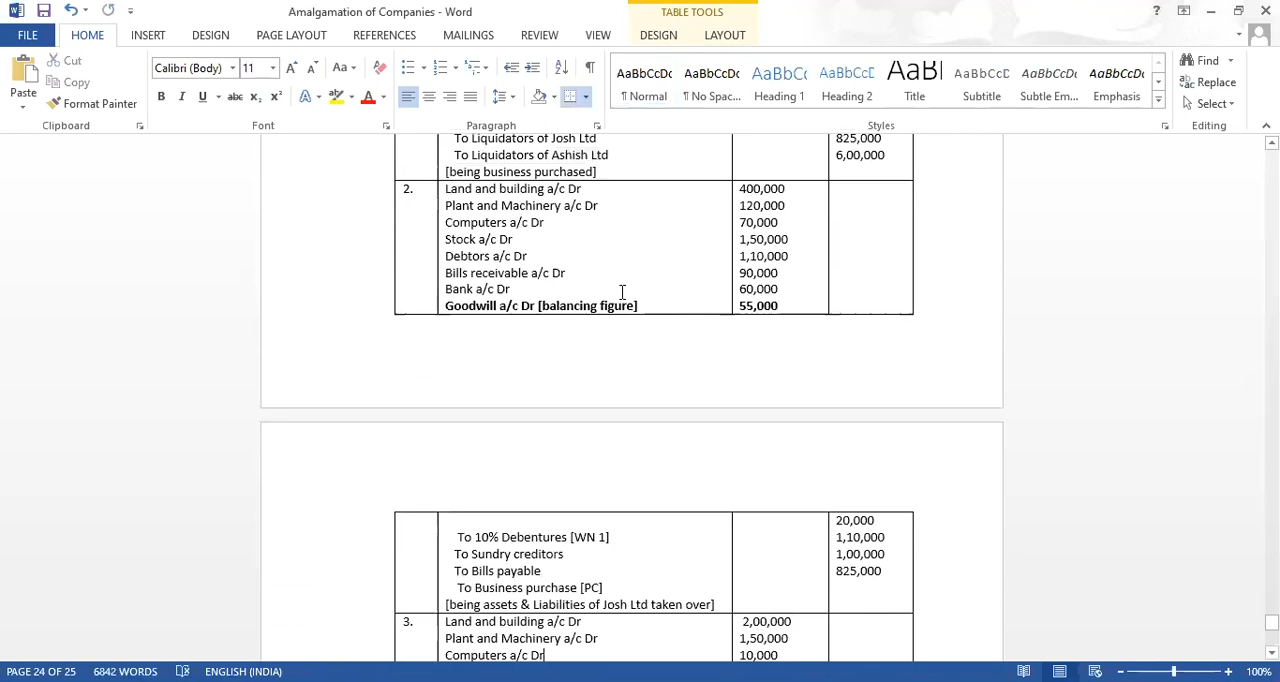 Amalgamation of Companies - Word
TABLE TOOLS
?
FILE
HOME
INSERT
DESIGN
PAGE LAYOUT
REFERENCES
MAILINGS
REVIEW
VIEW
DESIGN
LAYOUT
Paste
Cut
Copy
Format Painter
Clipboard
Calibri (Body)
11
Font
Paragraph
AaBbCcDc
¶ Normal
AaBbCcDc
¶ No Spac...
AaBbCc
Heading 1
AaBbCcC
Heading 2
AaBl
Title
AaBbCcC
Subtitle
AaBbCcDc
Subtle Em...
AaBbCcDc
Emphasis
Styles
Find
Replace
Select
Editing
To Liquidators of Josh Ltd 825,000
To Liquidators of Ashish Ltd 6,00,000
[being business purchased]
2. Land and building a/c Dr 400,000
Plant and Machinery a/c Dr 120,000
Computers a/c Dr 70,000
Stock a/c Dr 1,50,000
Debtors a/c Dr 1,10,000
Bills receivable a/c Dr 90,000
Bank a/c Dr 60,000
Goodwill a/c Dr [balancing figure] 55,000
20,000
To 10% Debentures [WN 1] 1,10,000
To Sundry creditors 1,00,000
To Bills payable 825,000
To Business purchase [PC]
[being assets & Liabilities of Josh Ltd taken over]
3. Land and building a/c Dr 2,00,000
Plant and Machinery a/c Dr 1,50,000
Computers a/c Dr 10,000
PAGE 24 OF 25
6842 WORDS
ENGLISH (INDIA)
100%